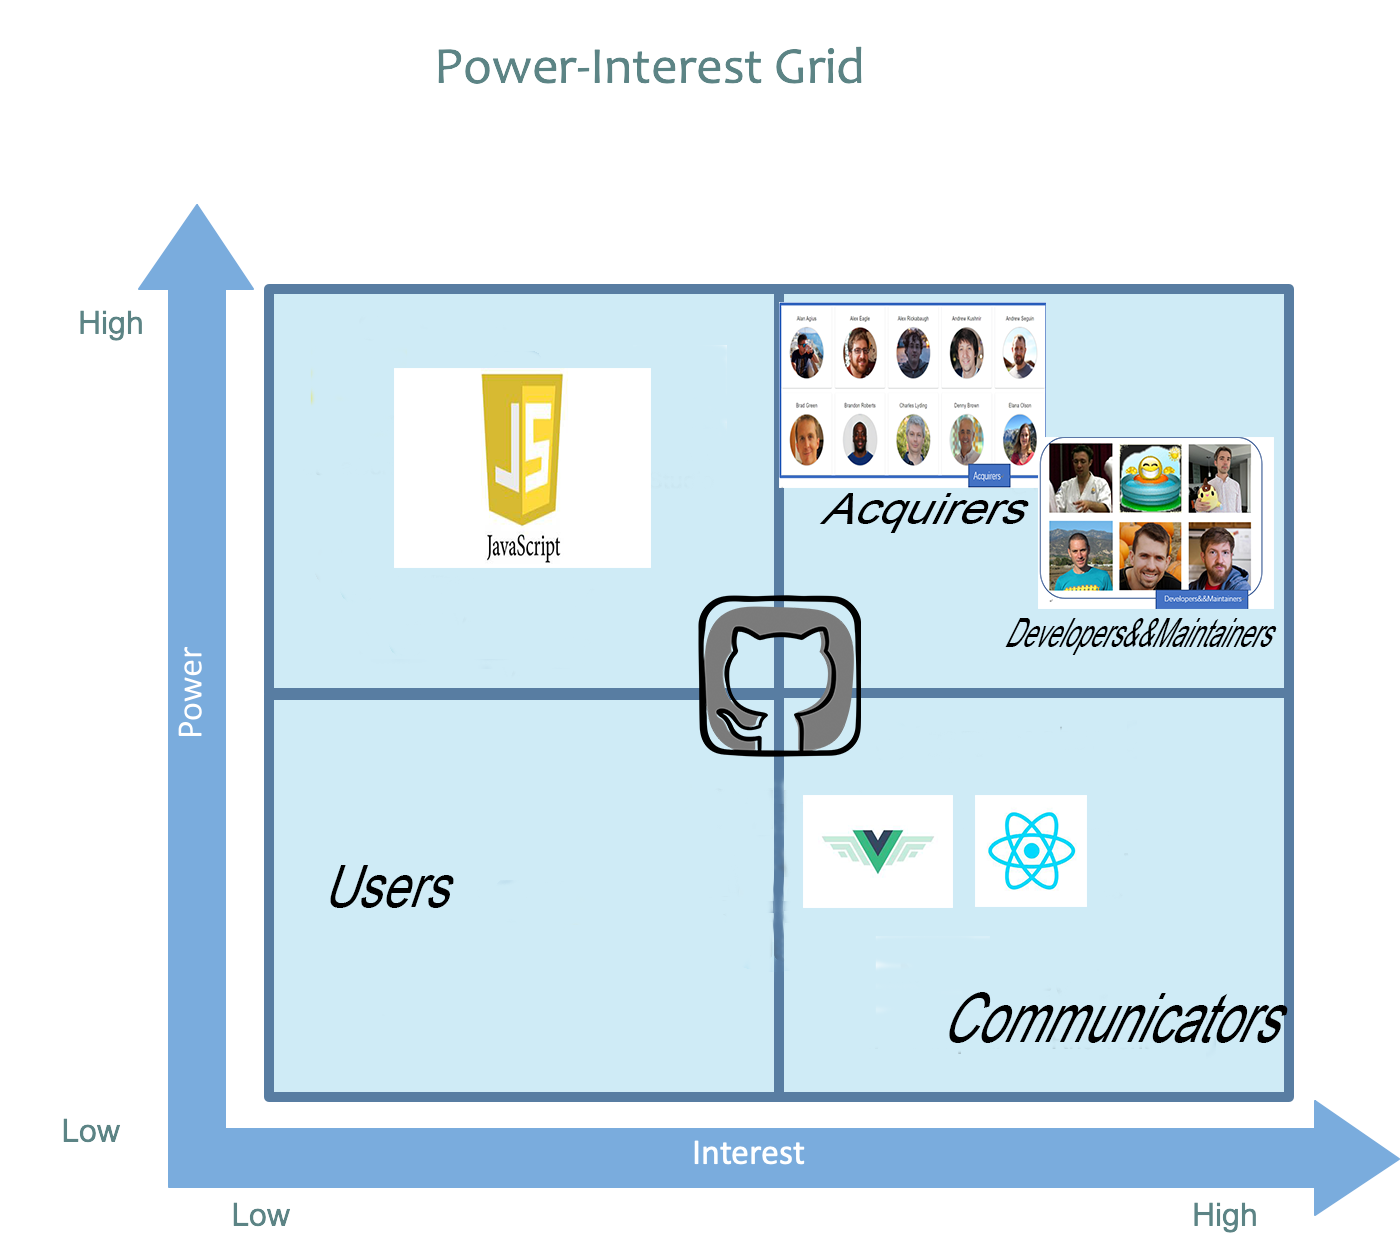 Power-Interest Grid
High
Alan Agius
Alex Eagle
Alex Rickabaugh
Andrew Kushnir
Andrew Seguin
Brad Green
Brandon Roberts
Charles Lyding
Denny Brown
Elana Olson
Acquirers
Acquirers
JS
JavaScript
Developers&&Maintainers
Developers&&Maintainers
Power
Users
Communicators
Low
Interest
Low
High